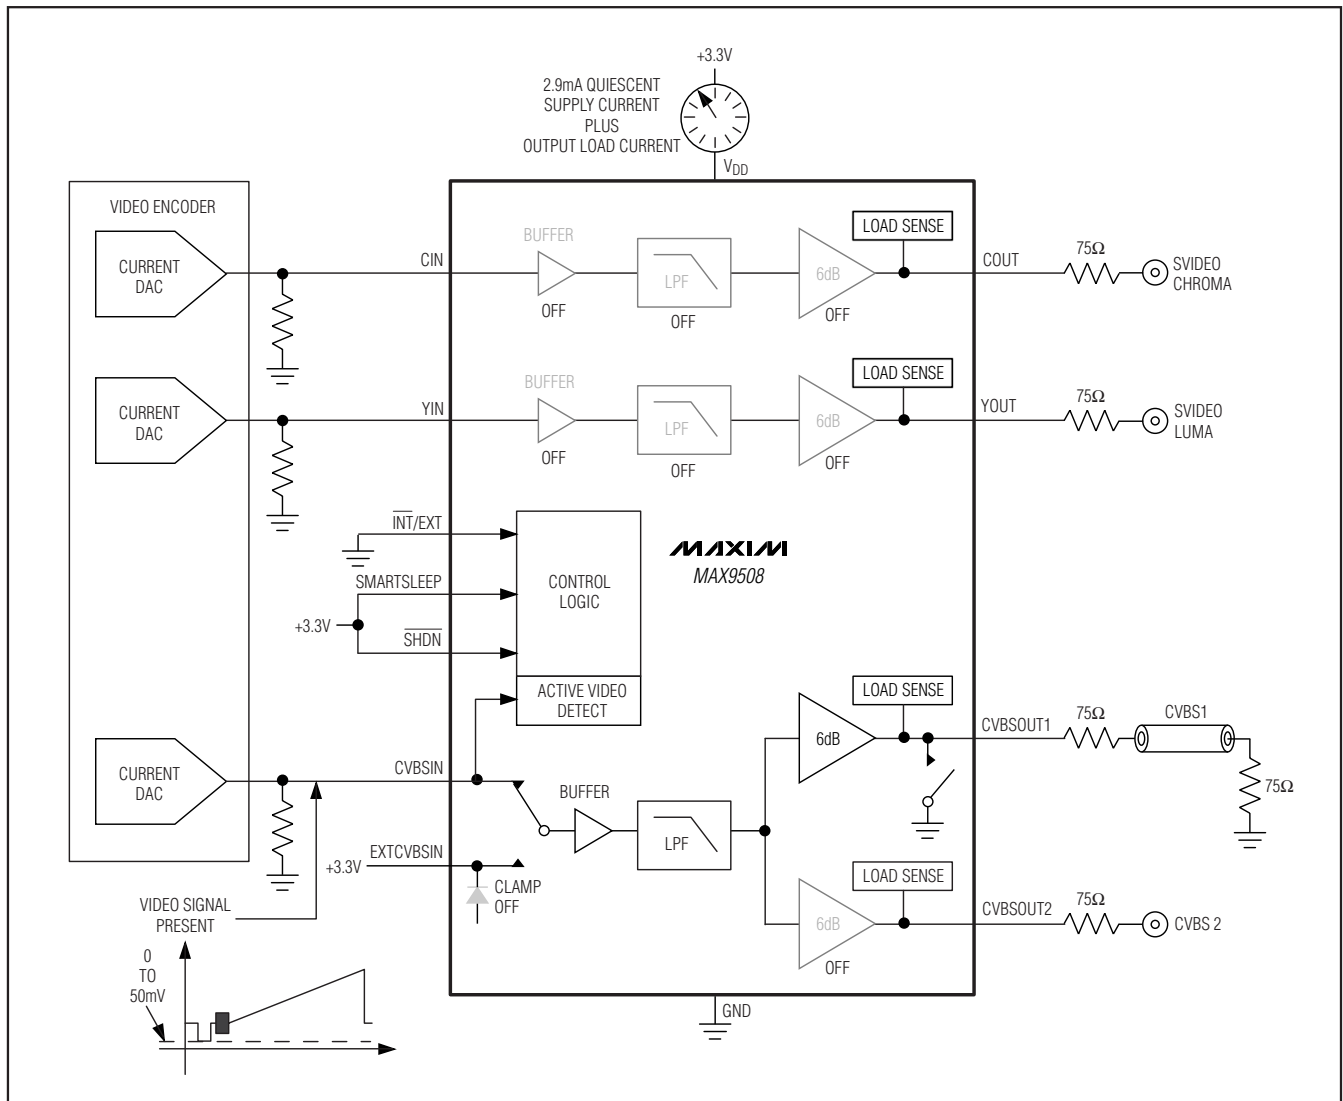 +3.3V
2.9mA QUIESCENT
SUPPLY CURRENT
PLUS
OUTPUT LOAD CURRENT
VDD
VIDEO ENCODER
CURRENT
DAC
CIN
BUFFER
OFF
LPF
OFF
6dB
OFF
LOAD SENSE
COUT
75Ω
SVIDEO
CHROMA
CURRENT
DAC
YIN
BUFFER
OFF
LPF
OFF
6dB
OFF
LOAD SENSE
YOUT
75Ω
SVIDEO
LUMA
INT/EXT
SMARTSLEEP
+3.3V
SHDN
CONTROL
LOGIC
ACTIVE VIDEO
DETECT
MAXIM
MAX9508
CURRENT
DAC
CVBSIN
EXTCVBSIN
+3.3V
CLAMP
OFF
BUFFER
LPF
6dB
LOAD SENSE
CVBSOUT1
75Ω
CVBS1
75Ω
6dB
OFF
LOAD SENSE
CVBSOUT2
75Ω
CVBS 2
VIDEO SIGNAL
PRESENT
0
TO
50mV
GND